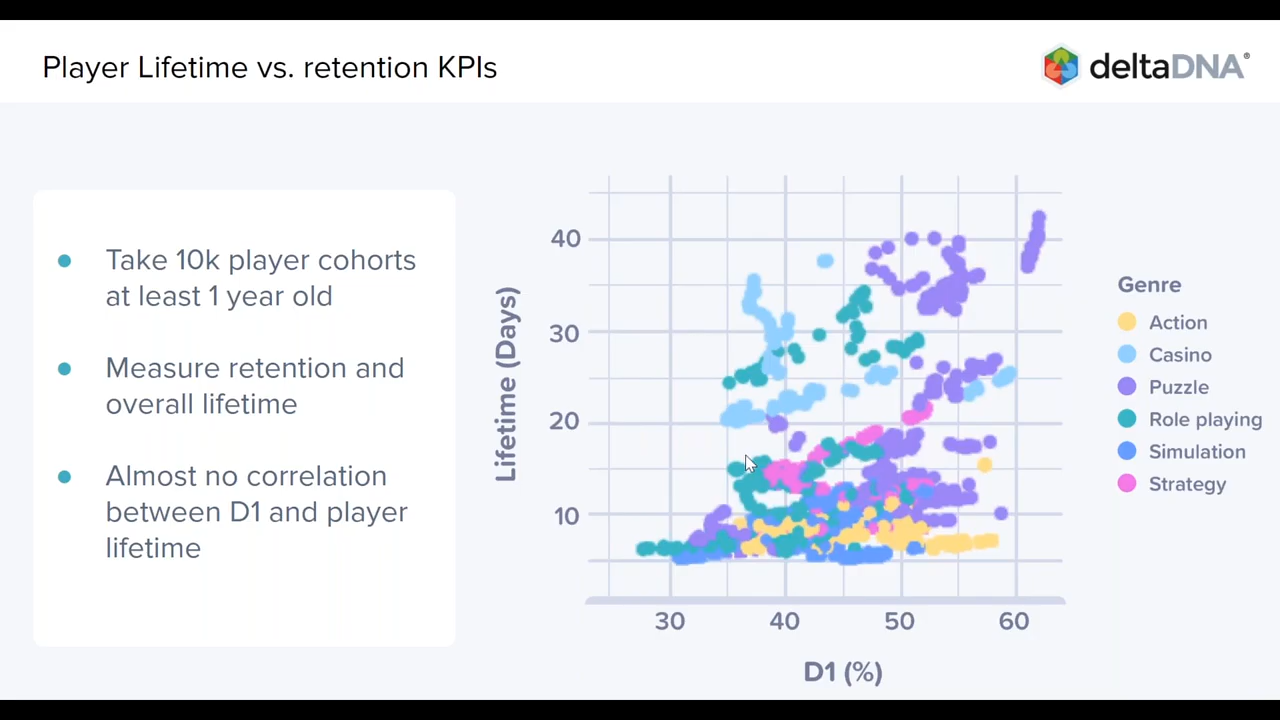 Player Lifetime vs. retention KPIs
deltaDNA®
Take 10k player cohorts
at least 1 year old
Measure retention and
overall lifetime
Almost no correlation
between D1 and player
lifetime
Lifetime (Days)
40
30
20
10
30 40 50 60
D1 (%)
Genre
Action
Casino
Puzzle
Role playing
Simulation
Strategy